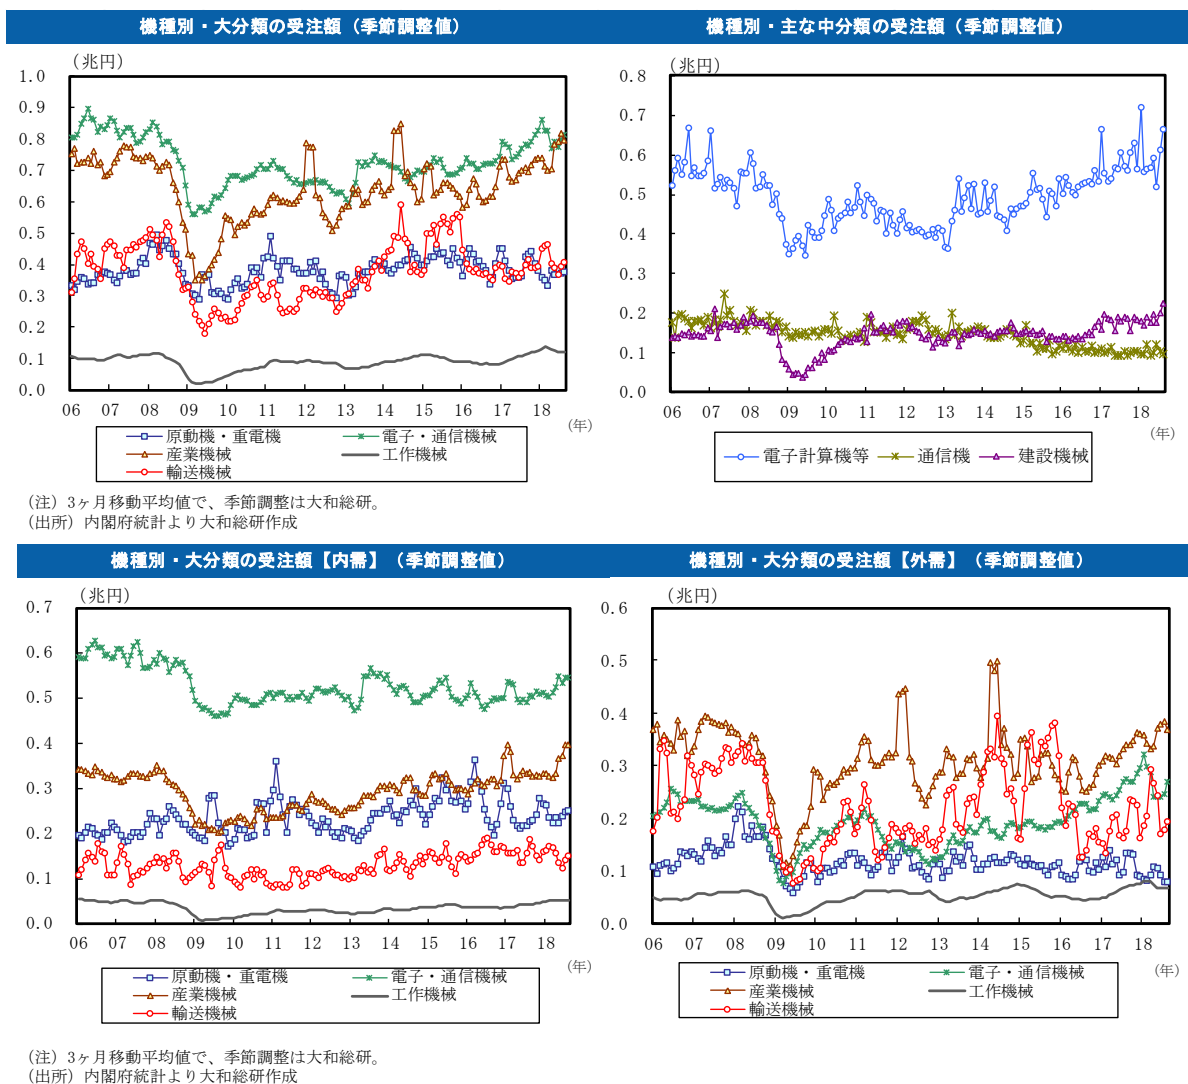 機種別・大分類の受注額（季節調整値）
（兆円）
1.0
0.9
0.8
0.7
0.6
0.5
0.4
0.3
0.2
0.1
0.0
06 07 08 09 10 11 12 13 14 15 16 17 18
(年)
原動機・重電機
電子・通信機械
産業機械
工作機械
輸送機械
機種別・主な中分類の受注額（季節調整値）
（兆円）
0.8
0.7
0.6
0.5
0.4
0.3
0.2
0.1
0.0
06 07 08 09 10 11 12 13 14 15 16 17 18
(年)
電子計算機等
通信機
建設機械
（注）3ヶ月移動平均値で、季節調整は大和総研。
（出所）内閣府統計より大和総研作成
機種別・大分類の受注額【内需】（季節調整値）
（兆円）
0.7
0.6
0.5
0.4
0.3
0.2
0.1
0.0
06 07 08 09 10 11 12 13 14 15 16 17 18
(年)
原動機・重電機
電子・通信機械
産業機械
工作機械
輸送機械
機種別・大分類の受注額【外需】（季節調整値）
（兆円）
0.6
0.5
0.4
0.3
0.2
0.1
0.0
06 07 08 09 10 11 12 13 14 15 16 17 18
(年)
原動機・重電機
電子・通信機械
産業機械
工作機械
輸送機械
（注）3ヶ月移動平均値で、季節調整は大和総研。
（出所）内閣府統計より大和総研作成